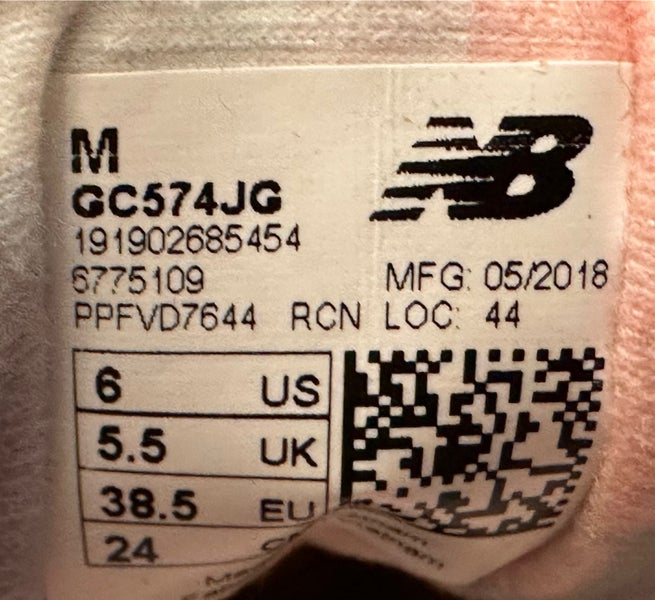 M
GC574JG
191902685454
6775109
MFG: 05/2018
PPFVD7644 RCN LOC: 44
6 US
5.5 UK
38.5 EU
24
NB